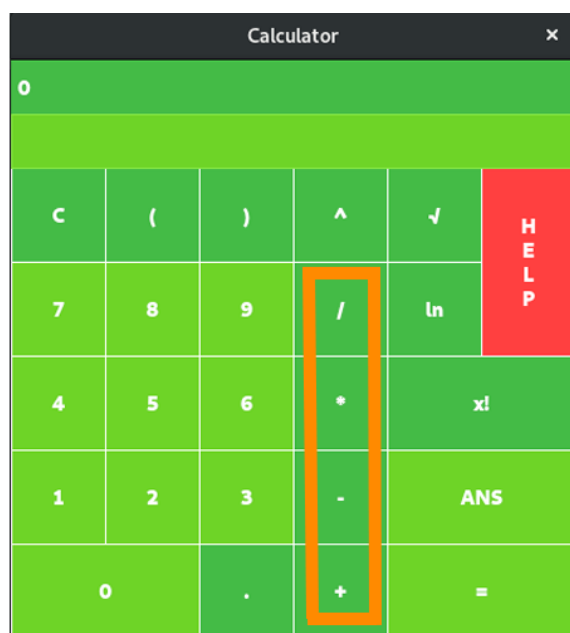 Calculator ×
0
C ( ) ^ √ HELP
7 8 9 / ln
4 5 6 * x!
1 2 3 - ANS
0 . + =